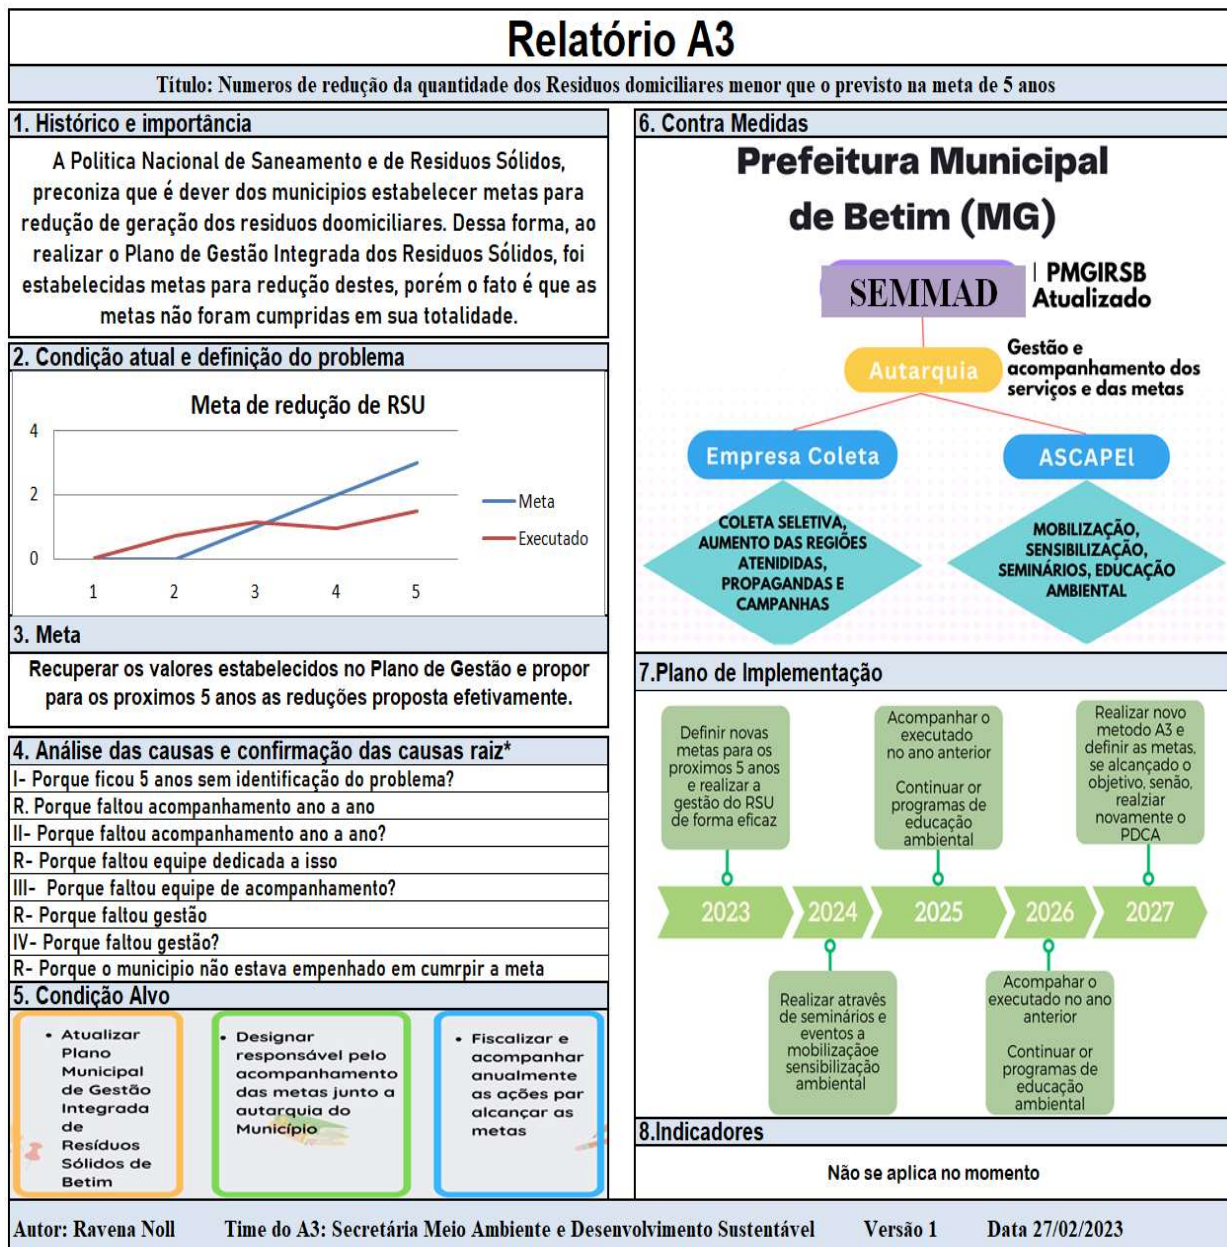 Relatório A3
Título: Numeros de redução da quantidade dos Residuos domiciliares menor que o previsto na meta de 5 anos
1. Histórico e importância
A Politica Nacional de Saneamento e de Residuos Sólidos,
preconiza que é dever dos municipios estabelecer metas para
redução de geração dos residuos doomiciliares. Dessa forma, ao
realizar o Plano de Gestão Integrada dos Residuos Sólidos, foi
estabelecidas metas para redução destes, porém o fato é que as
metas não foram cumpridas em sua totalidade.
2. Condição atual e definição do problema
Meta de redução de RSU
4
2
0
1 2 3 4 5
Meta
Executado
3. Meta
Recuperar os valores estabelecidos no Plano de Gestão e propor
para os proximos 5 anos as reduções proposta efetivamente.
4. Análise das causas e confirmação das causas raiz*
I- Porque ficou 5 anos sem identificação do problema?
R. Porque faltou acompanhamento ano a ano
II- Porque faltou acompanhamento ano a ano?
R- Porque faltou equipe dedicada a isso
III- Porque faltou equipe de acompanhamento?
R- Porque faltou gestão
IV- Porque faltou gestão?
R- Porque o municipio não estava empenhado em cumrpir a meta
5. Condição Alvo
• Atualizar
Plano
Municipal
de Gestão
Integrada
de
Resíduos
Sólidos de
Betim
• Designar
responsável pelo
acompanhamento
das metas junto a
autarquia do
Município
• Fiscalizar e
acompanhar
anualmente
as ações par
alcançar as
metas
6. Contra Medidas
Prefeitura Municipal
de Betim (MG)
SEMMAD
| PMGIRSB
Atualizado
Autarquia
Gestão e
acompanhamento dos
serviços e das metas
Empresa Coleta
ASCAPEl
COLETA SELETIVA,
AUMENTO DAS REGIÕES
ATENIDIDAS,
PROPAGANDAS E
CAMPANHAS
MOBILIZAÇÃO,
SENSIBILIZAÇÃO,
SEMINÁRIOS, EDUCAÇÃO
AMBIENTAL
7.Plano de Implementação
Definir novas
metas para os
proximos 5 anos
e realizar a
gestão do RSU
de forma eficaz
Acompanhar o
executado
no ano anterior
Continuar or
programas de
educação
ambiental
Realizar novo
metodo A3 e
definir as metas,
se alcançado o
objetivo, senão,
realziar
novamente o
PDCA
2023 2024 2025 2026 2027
Realizar através
de seminários e
eventos a
mobilizaçãoe
sensibilização
ambiental
Acompahar o
executado no ano
anterior
Continuar or
programas de
educação
ambiental
8.Indicadores
Não se aplica no momento
Autor: Ravena Noll Time do A3: Secretária Meio Ambiente e Desenvolvimento Sustentável Versão 1 Data 27/02/2023